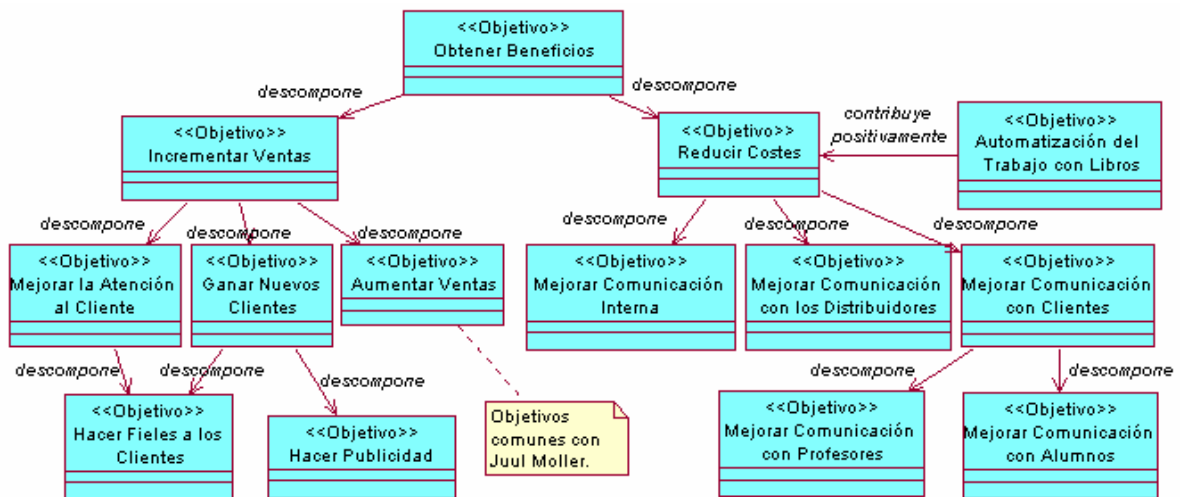 <<Objetivo>>
Obtener Beneficios
descompone
descompone
<<Objetivo>>
Incrementar Ventas
<<Objetivo>>
Reducir Costes
contribuye
positivamente
<<Objetivo>>
Automatización del
Trabajo con Libros
descompone
descompone
descompone
descompone
descompone
descompone
<<Objetivo>>
Mejorar la Atención
al Cliente
<<Objetivo>>
Ganar Nuevos
Clientes
<<Objetivo>>
Aumentar Ventas
<<Objetivo>>
Mejorar Comunicación
Interna
<<Objetivo>>
Mejorar Comunicación
con los Distribuidores
<<Objetivo>>
Mejorar Comunicación
con Clientes
descompone
descompone
descompone
descompone
descompone
<<Objetivo>>
Hacer Fieles a los
Clientes
<<Objetivo>>
Hacer Publicidad
Objetivos
comunes con
Juul Moller.
<<Objetivo>>
Mejorar Comunicación
con Profesores
<<Objetivo>>
Mejorar Comunicación
con Alumnos